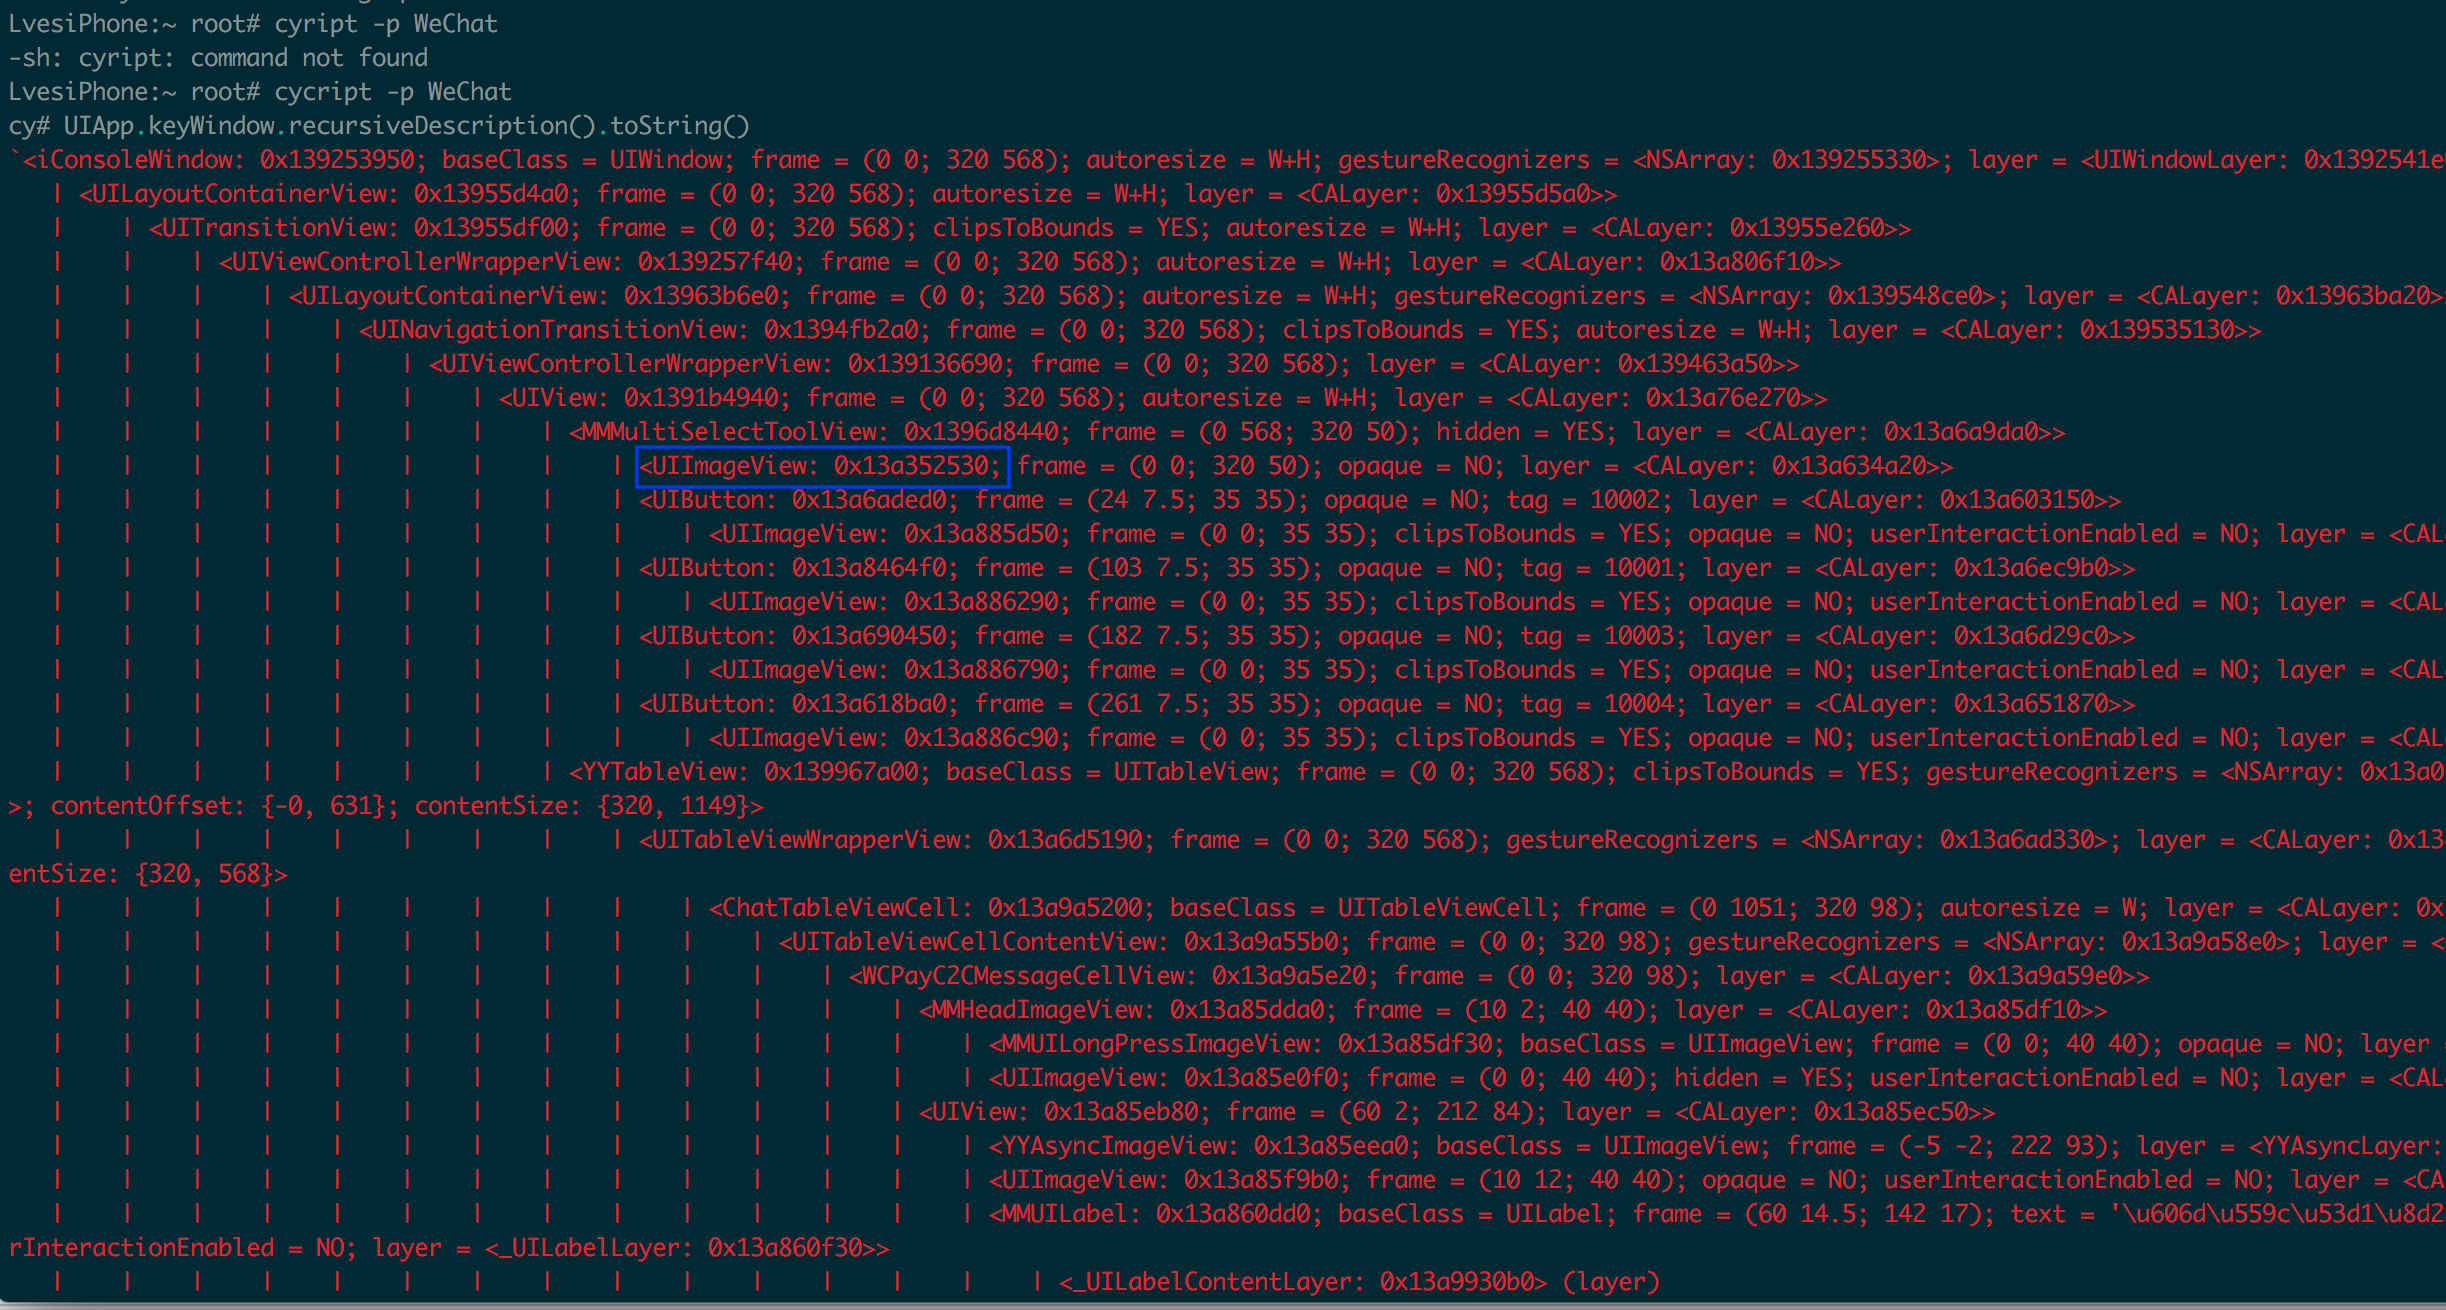 LvesiPhone:~ root# cyript -p WeChat
-sh: cyript: command not found
LvesiPhone:~ root# cycript -p WeChat
cy# UIApp.keyWindow.recursiveDescription().toString()
`<iConsoleWindow: 0x139253950; baseClass = UIWindow; frame = (0 0; 320 568); autoresize = W+H; gestureRecognizers = <NSArray: 0x139255330>; layer = <UIWindowLayer: 0x1392541e
| <UILayoutContainerView: 0x13955d4a0; frame = (0 0; 320 568); autoresize = W+H; layer = <CALayer: 0x13955d5a0>>
| | <UITransitionView: 0x13955df00; frame = (0 0; 320 568); clipsToBounds = YES; autoresize = W+H; layer = <CALayer: 0x13955e260>>
| | | <UIViewControllerWrapperView: 0x139257f40; frame = (0 0; 320 568); autoresize = W+H; layer = <CALayer: 0x13a806f10>>
| | | | <UILayoutContainerView: 0x13963b6e0; frame = (0 0; 320 568); autoresize = W+H; gestureRecognizers = <NSArray: 0x139548ce0>; layer = <CALayer: 0x13963ba20>
| | | | | <UINavigationTransitionView: 0x1394fb2a0; frame = (0 0; 320 568); clipsToBounds = YES; autoresize = W+H; layer = <CALayer: 0x139535130>>
| | | | | | <UIViewControllerWrapperView: 0x139136690; frame = (0 0; 320 568); layer = <CALayer: 0x139463a50>>
| | | | | | | <UIView: 0x1391b4940; frame = (0 0; 320 568); autoresize = W+H; layer = <CALayer: 0x13a76e270>>
| | | | | | | | <MMMultiSelectToolView: 0x1396d8440; frame = (0 568; 320 50); hidden = YES; layer = <CALayer: 0x13a6a9da0>>
| | | | | | | | | <UIImageView: 0x13a352530; frame = (0 0; 320 50); opaque = NO; layer = <CALayer: 0x13a634a20>>
| | | | | | | | | <UIButton: 0x13a6aded0; frame = (24 7.5; 35 35); opaque = NO; tag = 10002; layer = <CALayer: 0x13a603150>>
| | | | | | | | | | <UIImageView: 0x13a885d50; frame = (0 0; 35 35); clipsToBounds = YES; opaque = NO; userInteractionEnabled = NO; layer = <CAL
| | | | | | | | | <UIButton: 0x13a8464f0; frame = (103 7.5; 35 35); opaque = NO; tag = 10001; layer = <CALayer: 0x13a6ec9b0>>
| | | | | | | | | | <UIImageView: 0x13a886290; frame = (0 0; 35 35); clipsToBounds = YES; opaque = NO; userInteractionEnabled = NO; layer = <CAL
| | | | | | | | | <UIButton: 0x13a690450; frame = (182 7.5; 35 35); opaque = NO; tag = 10003; layer = <CALayer: 0x13a6d29c0>>
| | | | | | | | | | <UIImageView: 0x13a886790; frame = (0 0; 35 35); clipsToBounds = YES; opaque = NO; userInteractionEnabled = NO; layer = <CAL
| | | | | | | | | <UIButton: 0x13a618ba0; frame = (261 7.5; 35 35); opaque = NO; tag = 10004; layer = <CALayer: 0x13a651870>>
| | | | | | | | | | <UIImageView: 0x13a886c90; frame = (0 0; 35 35); clipsToBounds = YES; opaque = NO; userInteractionEnabled = NO; layer = <CAL
| | | | | | | | <YYTableView: 0x139967a00; baseClass = UITableView; frame = (0 0; 320 568); clipsToBounds = YES; gestureRecognizers = <NSArray: 0x13a0
>; contentOffset: {-0, 631}; contentSize: {320, 1149}>
| | | | | | | | | <UITableViewWrapperView: 0x13a6d5190; frame = (0 0; 320 568); gestureRecognizers = <NSArray: 0x13a6ad330>; layer = <CALayer: 0x13
entSize: {320, 568}>
| | | | | | | | | | <ChatTableViewCell: 0x13a9a5200; baseClass = UITableViewCell; frame = (0 1051; 320 98); autoresize = W; layer = <CALayer: 0x
| | | | | | | | | | | <UITableViewCellContentView: 0x13a9a55b0; frame = (0 0; 320 98); gestureRecognizers = <NSArray: 0x13a9a58e0>; layer = <
| | | | | | | | | | | | <WCPayC2CMessageCellView: 0x13a9a5e20; frame = (0 0; 320 98); layer = <CALayer: 0x13a9a59e0>>
| | | | | | | | | | | | | <MMHeadImageView: 0x13a85dda0; frame = (10 2; 40 40); layer = <CALayer: 0x13a85df10>>
| | | | | | | | | | | | | | <MMUILongPressImageView: 0x13a85df30; baseClass = UIImageView; frame = (0 0; 40 40); opaque = NO; layer
| | | | | | | | | | | | | | <UIImageView: 0x13a85e0f0; frame = (0 0; 40 40); hidden = YES; userInteractionEnabled = NO; layer = <CAL
| | | | | | | | | | | | | <UIView: 0x13a85eb80; frame = (60 2; 212 84); layer = <CALayer: 0x13a85ec50>>
| | | | | | | | | | | | | | <YYAsyncImageView: 0x13a85eea0; baseClass = UIImageView; frame = (-5 -2; 222 93); layer = <YYAsyncLayer:
| | | | | | | | | | | | | | <UIImageView: 0x13a85f9b0; frame = (10 12; 40 40); opaque = NO; userInteractionEnabled = NO; layer = <CA
| | | | | | | | | | | | | | <MMUILabel: 0x13a860dd0; baseClass = UILabel; frame = (60 14.5; 142 17); text = '\u606d\u559c\u53d1\u8d2
rInteractionEnabled = NO; layer = <_UILabelLayer: 0x13a860f30>>
| | | | | | | | | | | | | | | <_UILabelContentLayer: 0x13a9930b0> (layer)